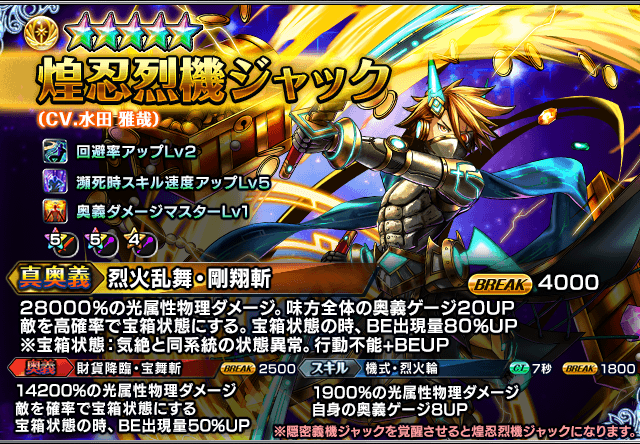 煌忍烈機ジャック
(CV.水田 雅哉)
回避率アップLv2
瀕死時スキル速度アップLv5
奥義ダメージマスターLv1
5 5 4
真奥義 烈火乱舞・剛翔斬 BREAK 4000
28000%の光属性物理ダメージ。味方全体の奥義ゲージ20UP
敵を高確率で宝箱状態にする。宝箱状態の時、BE出現量80%UP
※宝箱状態:気絶と同系統の状態異常。行動不能+BEUP
奥義 財貨降臨・宝舞斬 BREAK 2500
14200%の光属性物理ダメージ
敵を確率で宝箱状態にする
宝箱状態の時、BE出現量50%UP
スキル 機式・烈火輪 CT 7秒 BREAK 1800
1900%の光属性物理ダメージ
自身の奥義ゲージ8UP
※隠密義機ジャックを覚醒させると煌忍烈機ジャックになります。